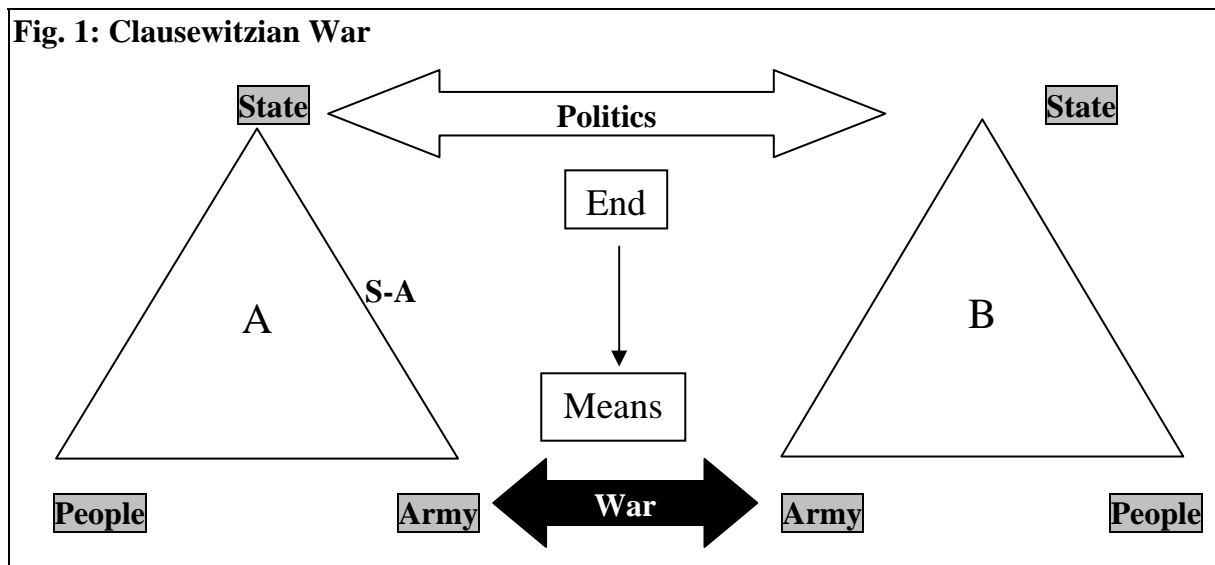 Fig. 1: Clausewitzian War
State
Politics
State
End
S-A
A
B
Means
War
People
Army
Army
People